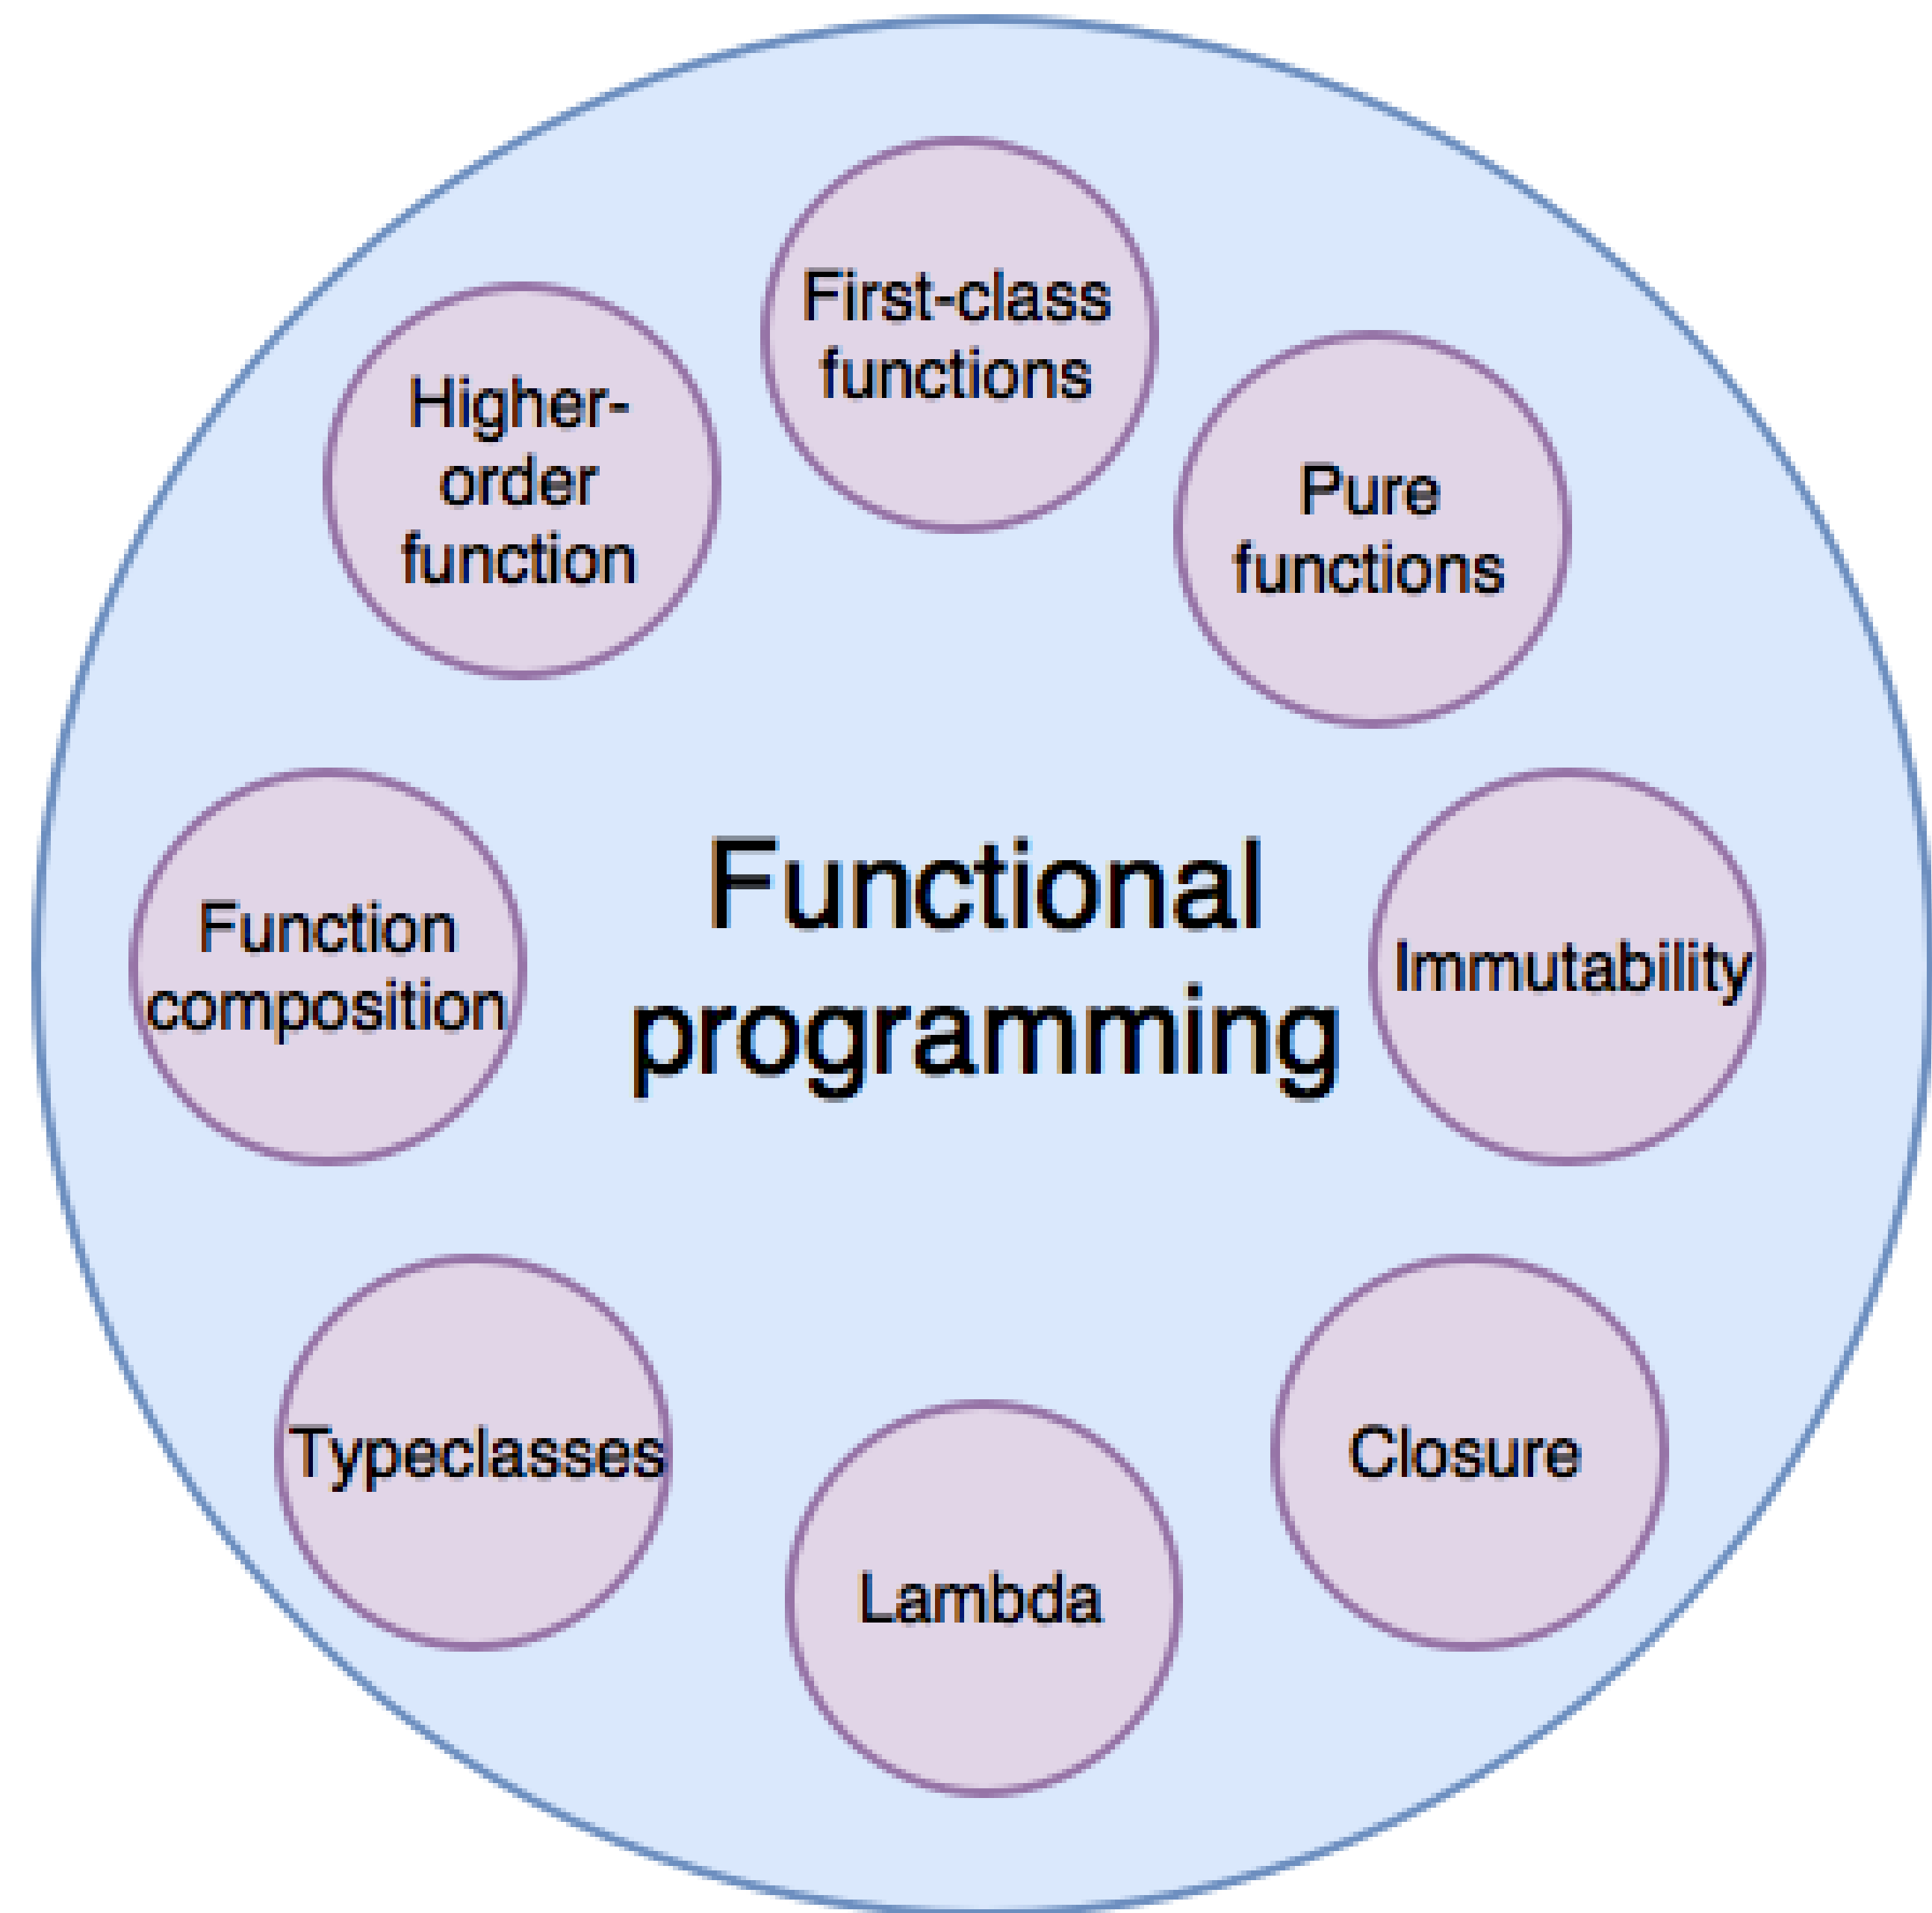 First-class
functions
Higher-
order
function
Pure
functions
Functional
programming
Function
composition
Immutability
Typeclasses
Closure
Lambda